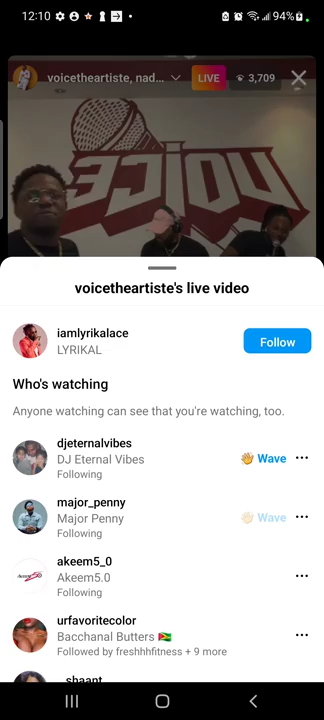 12:10
94%
voicetheartiste, nad...
LIVE
3,709
VOICE
voicetheartiste's live video
iamlyrikalace
LYRIKAL
Follow
Who's watching
Anyone watching can see that you're watching, too.
djeternalvibes
DJ Eternal Vibes
Following
👋 Wave
major_penny
Major Penny
Following
👋 Wave
akeem5_0
Akeem5.0
Following
urfavoritecolor
Bacchanal Butters 🇬🇾
Followed by freshhhfitness + 9 more